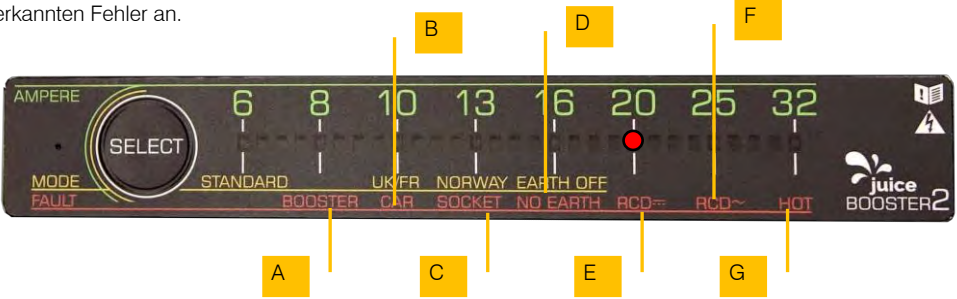 erkannten Fehler an.
B
D
F
AMPERE 6 8 10 13 16 20 25 32
SELECT
MODE STANDARD UK/FR NORWAY EARTH OFF
FAULT BOOSTER CAR SOCKET NO EARTH RCD⎓ RCD~ HOT
juice
BOOSTER2
A
C
E
G